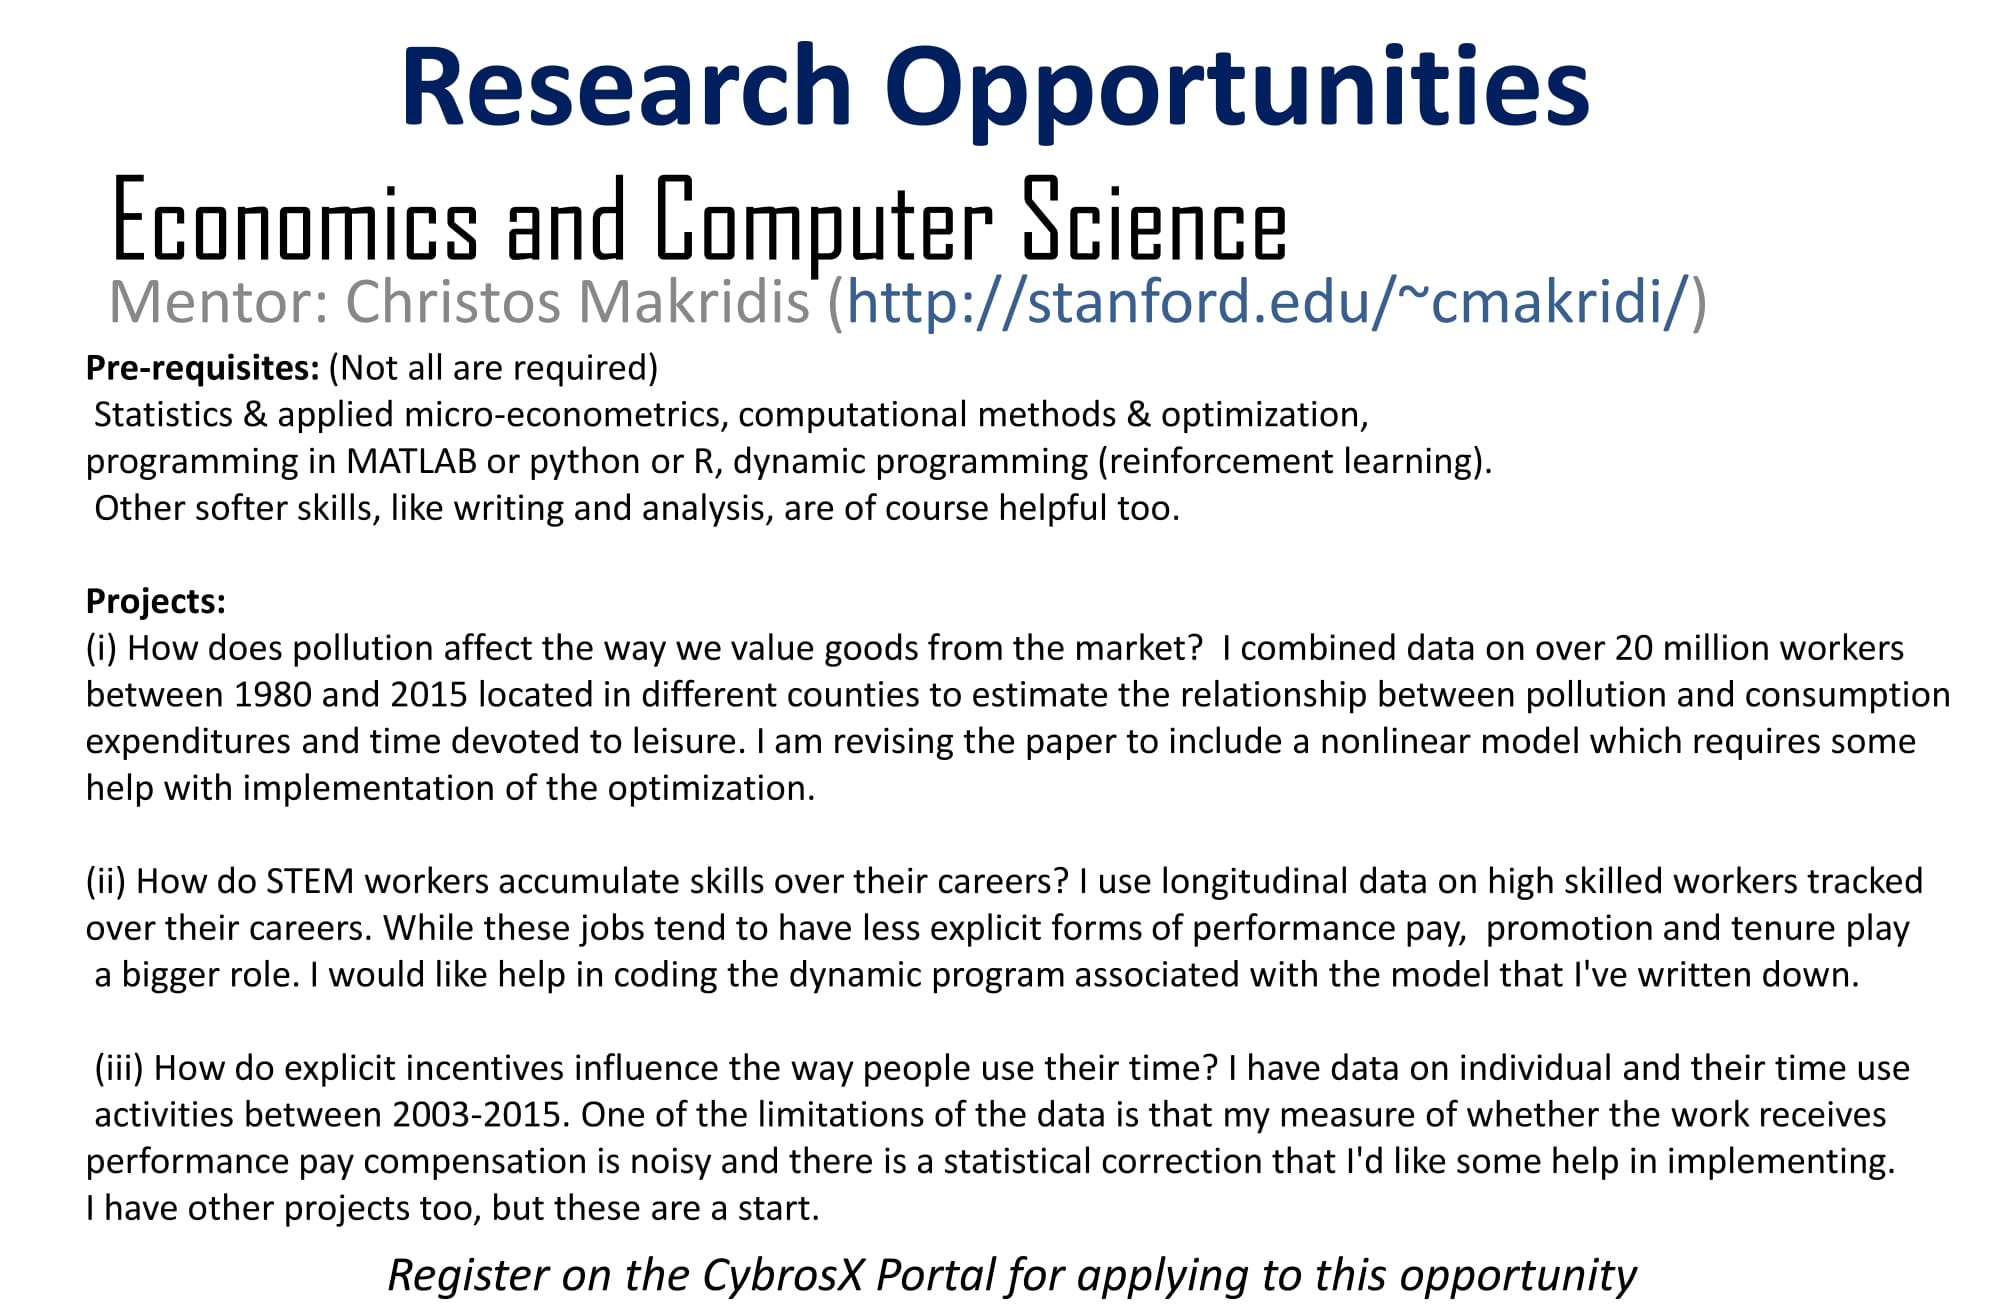 Research Opportunities
Economics and Computer Science
Mentor: Christos Makridis (http://stanford.edu/~cmakridi/)
Pre-requisites: (Not all are required)
Statistics & applied micro-econometrics, computational methods & optimization,
programming in MATLAB or python or R, dynamic programming (reinforcement learning).
Other softer skills, like writing and analysis, are of course helpful too.
Projects:
(i) How does pollution affect the way we value goods from the market?  I combined data on over 20 million workers
between 1980 and 2015 located in different counties to estimate the relationship between pollution and consumption
expenditures and time devoted to leisure. I am revising the paper to include a nonlinear model which requires some
help with implementation of the optimization.
(ii) How do STEM workers accumulate skills over their careers? I use longitudinal data on high skilled workers tracked
over their careers. While these jobs tend to have less explicit forms of performance pay,  promotion and tenure play
a bigger role. I would like help in coding the dynamic program associated with the model that I've written down.
(iii) How do explicit incentives influence the way people use their time? I have data on individual and their time use
activities between 2003-2015. One of the limitations of the data is that my measure of whether the work receives
performance pay compensation is noisy and there is a statistical correction that I'd like some help in implementing.
I have other projects too, but these are a start.
Register on the CybrosX Portal for applying to this opportunity